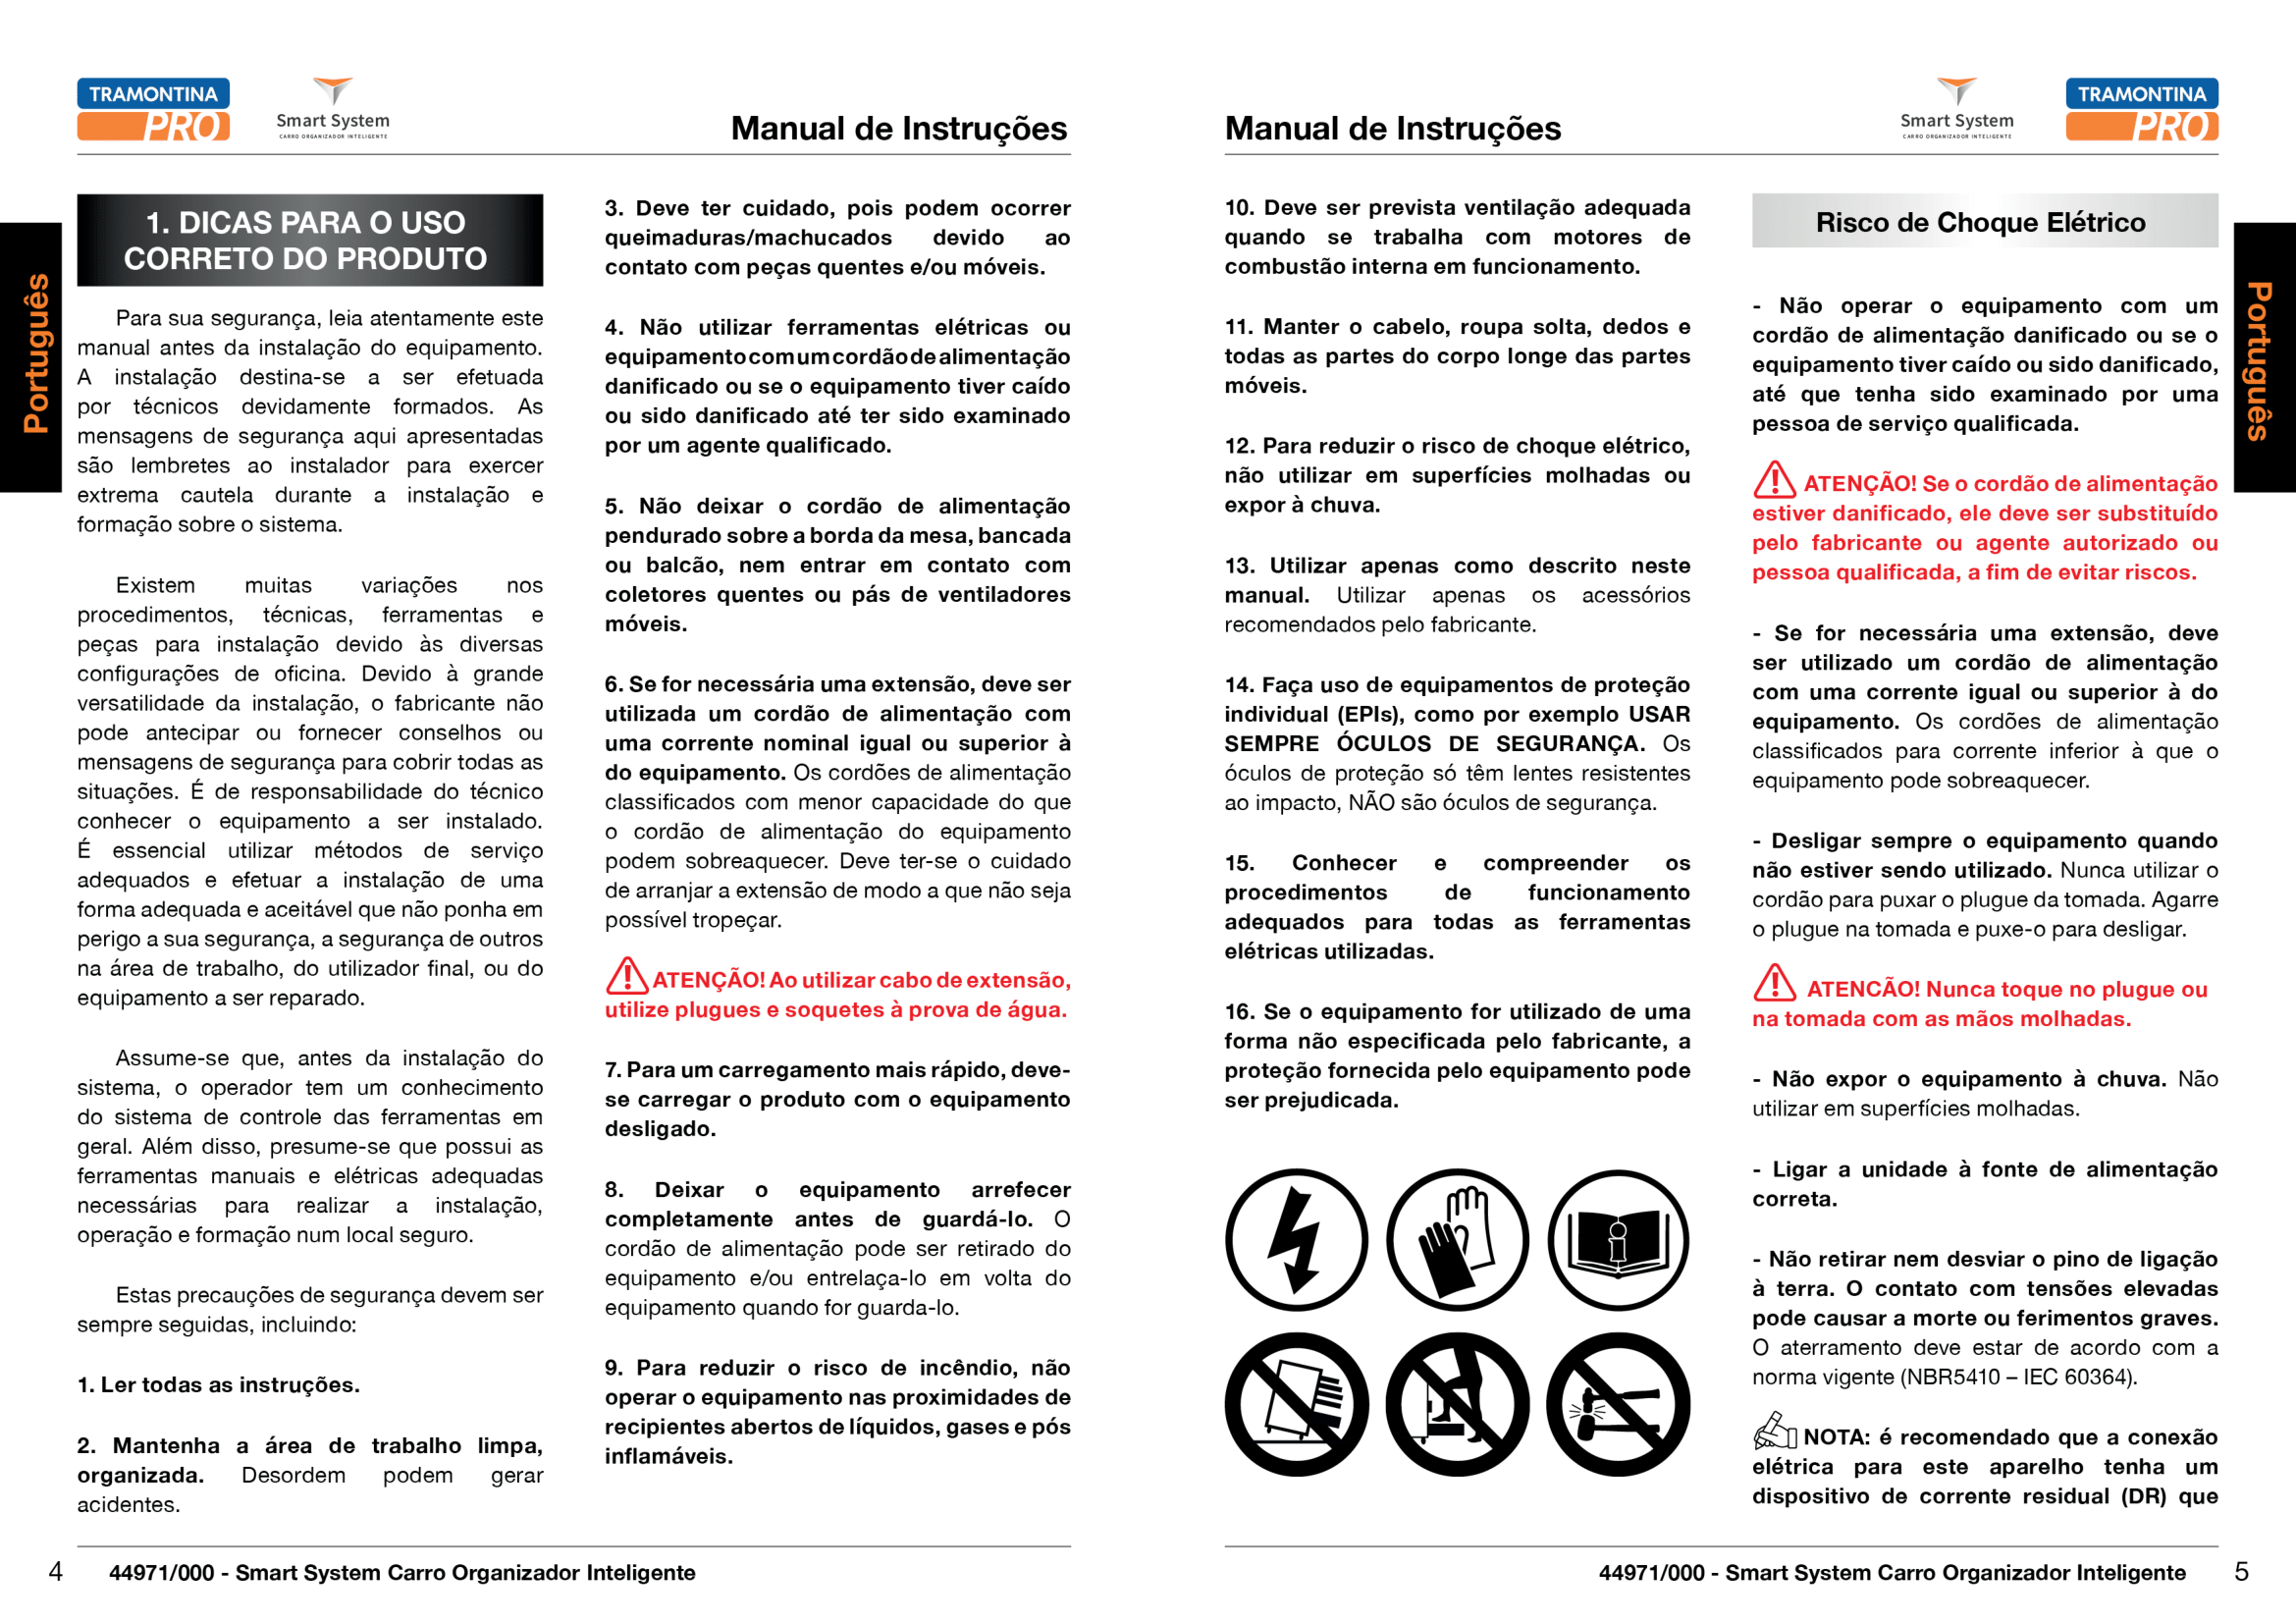 TRAMONTINA
PRO
Smart System
CARRO ORGANIZADOR INTELIGENTE
Manual de Instruções
Português
1. DICAS PARA O USO
CORRETO DO PRODUTO
Para sua segurança, leia atentamente este
manual antes da instalação do equipamento.
A instalação destina-se a ser efetuada
por técnicos devidamente formados. As
mensagens de segurança aqui apresentadas
são lembretes ao instalador para exercer
extrema cautela durante a instalação e
formação sobre o sistema.
Existem muitas variações nos
procedimentos, técnicas, ferramentas e
peças para instalação devido às diversas
configurações de oficina. Devido à grande
versatilidade da instalação, o fabricante não
pode antecipar ou fornecer conselhos ou
mensagens de segurança para cobrir todas as
situações. É de responsabilidade do técnico
conhecer o equipamento a ser instalado.
É essencial utilizar métodos de serviço
adequados e efetuar a instalação de uma
forma adequada e aceitável que não ponha em
perigo a sua segurança, a segurança de outros
na área de trabalho, do utilizador final, ou do
equipamento a ser reparado.
Assume-se que, antes da instalação do
sistema, o operador tem um conhecimento
do sistema de controle das ferramentas em
geral. Além disso, presume-se que possui as
ferramentas manuais e elétricas adequadas
necessárias para realizar a instalação,
operação e formação num local seguro.
Estas precauções de segurança devem ser
sempre seguidas, incluindo:
1. Ler todas as instruções.
2. Mantenha a área de trabalho limpa,
organizada. Desordem podem gerar
acidentes.
3. Deve ter cuidado, pois podem ocorrer
queimaduras/machucados devido ao
contato com peças quentes e/ou móveis.
4. Não utilizar ferramentas elétricas ou
equipamento com um cordão de alimentação
danificado ou se o equipamento tiver caído
ou sido danificado até ter sido examinado
por um agente qualificado.
5. Não deixar o cordão de alimentação
pendurado sobre a borda da mesa, bancada
ou balcão, nem entrar em contato com
coletores quentes ou pás de ventiladores
móveis.
6. Se for necessária uma extensão, deve ser
utilizada um cordão de alimentação com
uma corrente nominal igual ou superior à
do equipamento. Os cordões de alimentação
classificados com menor capacidade do que
o cordão de alimentação do equipamento
podem sobreaquecer. Deve ter-se o cuidado
de arranjar a extensão de modo a que não seja
possível tropeçar.
ATENÇÃO! Ao utilizar cabo de extensão,
utilize plugues e soquetes à prova de água.
7. Para um carregamento mais rápido, deve-
se carregar o produto com o equipamento
desligado.
8. Deixar o equipamento arrefecer
completamente antes de guardá-lo. O
cordão de alimentação pode ser retirado do
equipamento e/ou entrelaça-lo em volta do
equipamento quando for guarda-lo.
9. Para reduzir o risco de incêndio, não
operar o equipamento nas proximidades de
recipientes abertos de líquidos, gases e pós
inflamáveis.
4
44971/000 - Smart System Carro Organizador Inteligente
Manual de Instruções
Smart System
CARRO ORGANIZADOR INTELIGENTE
TRAMONTINA
PRO
Português
10. Deve ser prevista ventilação adequada
quando se trabalha com motores de
combustão interna em funcionamento.
11. Manter o cabelo, roupa solta, dedos e
todas as partes do corpo longe das partes
móveis.
12. Para reduzir o risco de choque elétrico,
não utilizar em superfícies molhadas ou
expor à chuva.
13. Utilizar apenas como descrito neste
manual. Utilizar apenas os acessórios
recomendados pelo fabricante.
14. Faça uso de equipamentos de proteção
individual (EPIs), como por exemplo USAR
SEMPRE ÓCULOS DE SEGURANÇA. Os
óculos de proteção só têm lentes resistentes
ao impacto, NÃO são óculos de segurança.
15. Conhecer e compreender os
procedimentos de funcionamento
adequados para todas as ferramentas
elétricas utilizadas.
16. Se o equipamento for utilizado de uma
forma não especificada pelo fabricante, a
proteção fornecida pelo equipamento pode
ser prejudicada.
Risco de Choque Elétrico
- Não operar o equipamento com um
cordão de alimentação danificado ou se o
equipamento tiver caído ou sido danificado,
até que tenha sido examinado por uma
pessoa de serviço qualificada.
ATENÇÃO! Se o cordão de alimentação
estiver danificado, ele deve ser substituído
pelo fabricante ou agente autorizado ou
pessoa qualificada, a fim de evitar riscos.
- Se for necessária uma extensão, deve
ser utilizado um cordão de alimentação
com uma corrente igual ou superior à do
equipamento. Os cordões de alimentação
classificados para corrente inferior à que o
equipamento pode sobreaquecer.
- Desligar sempre o equipamento quando
não estiver sendo utilizado. Nunca utilizar o
cordão para puxar o plugue da tomada. Agarre
o plugue na tomada e puxe-o para desligar.
ATENCÃO! Nunca toque no plugue ou
na tomada com as mãos molhadas.
- Não expor o equipamento à chuva. Não
utilizar em superfícies molhadas.
- Ligar a unidade à fonte de alimentação
correta.
- Não retirar nem desviar o pino de ligação
à terra. O contato com tensões elevadas
pode causar a morte ou ferimentos graves.
O aterramento deve estar de acordo com a
norma vigente (NBR5410 – IEC 60364).
NOTA: é recomendado que a conexão
elétrica para este aparelho tenha um
dispositivo de corrente residual (DR) que
44971/000 - Smart System Carro Organizador Inteligente
5